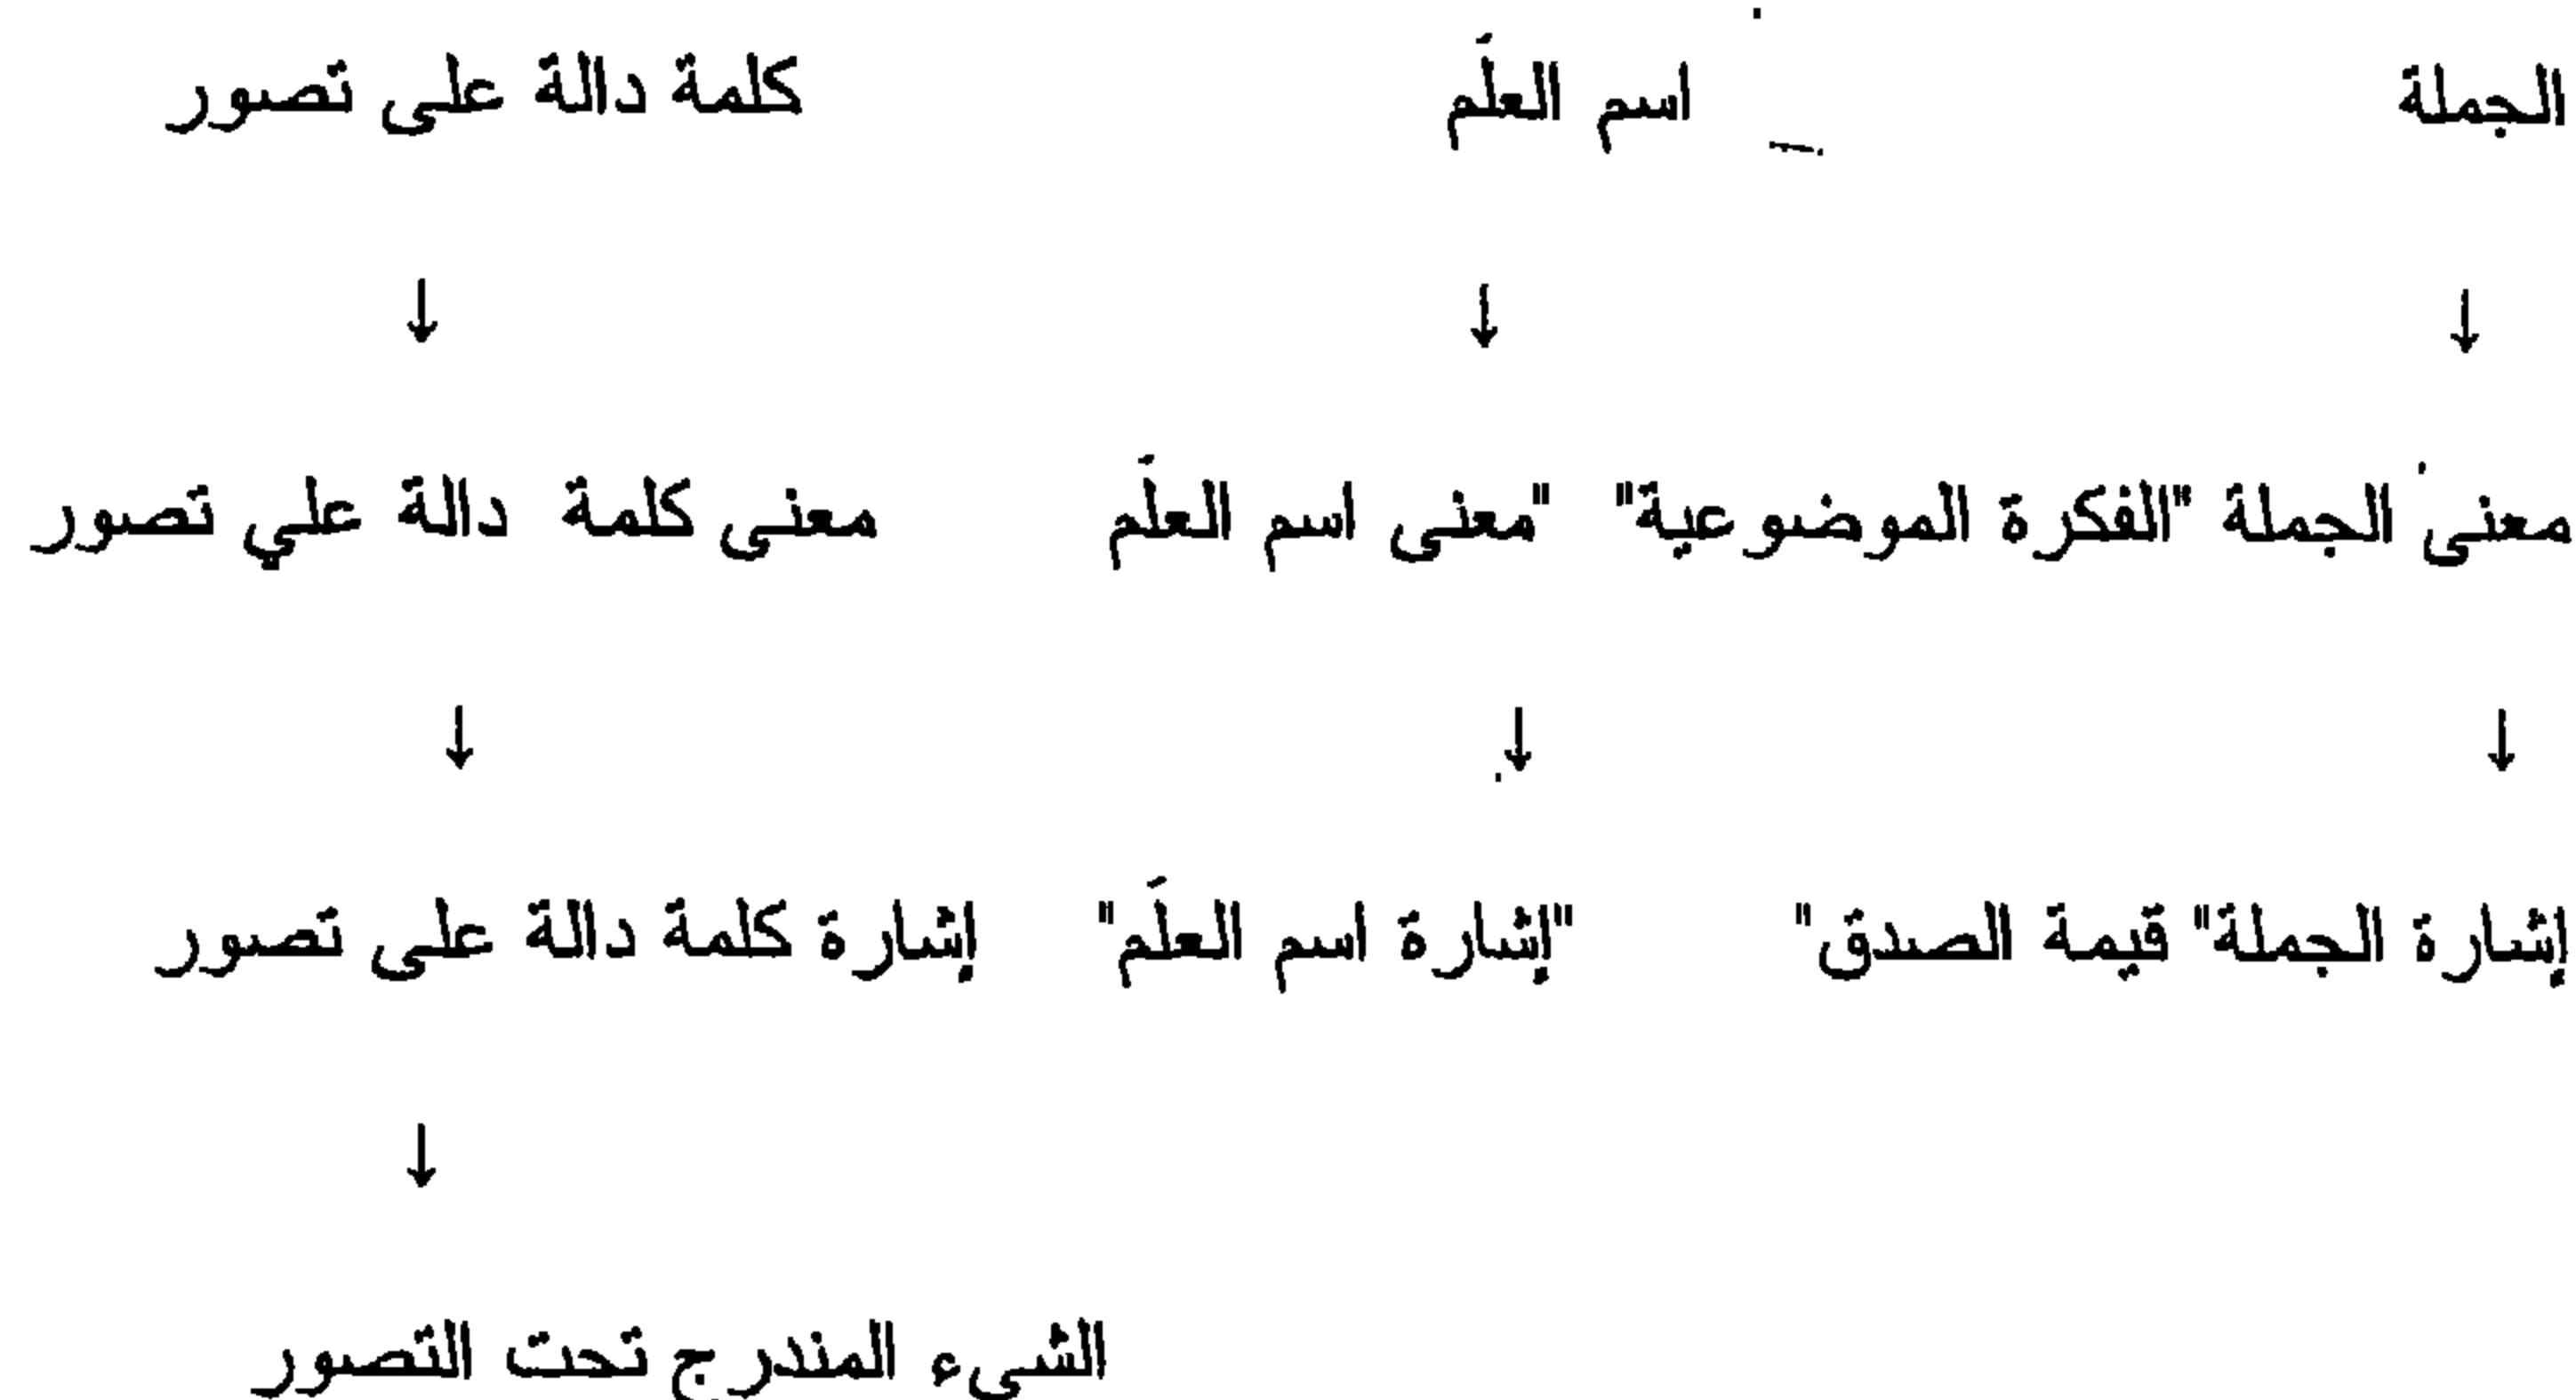 الجملة اسم العلَم كلمة دالة على تصور
↓ ↓ ↓
معنى الجملة "الفكرة الموضوعية" "معنى اسم العلَم معنى كلمة دالة علي تصور
↓ ↓ ↓
إشارة الجملة" قيمة الصدق" "إشارة اسم العلَم" إشارة كلمة دالة على تصور
↓
الشىء المندرج تحت التصور